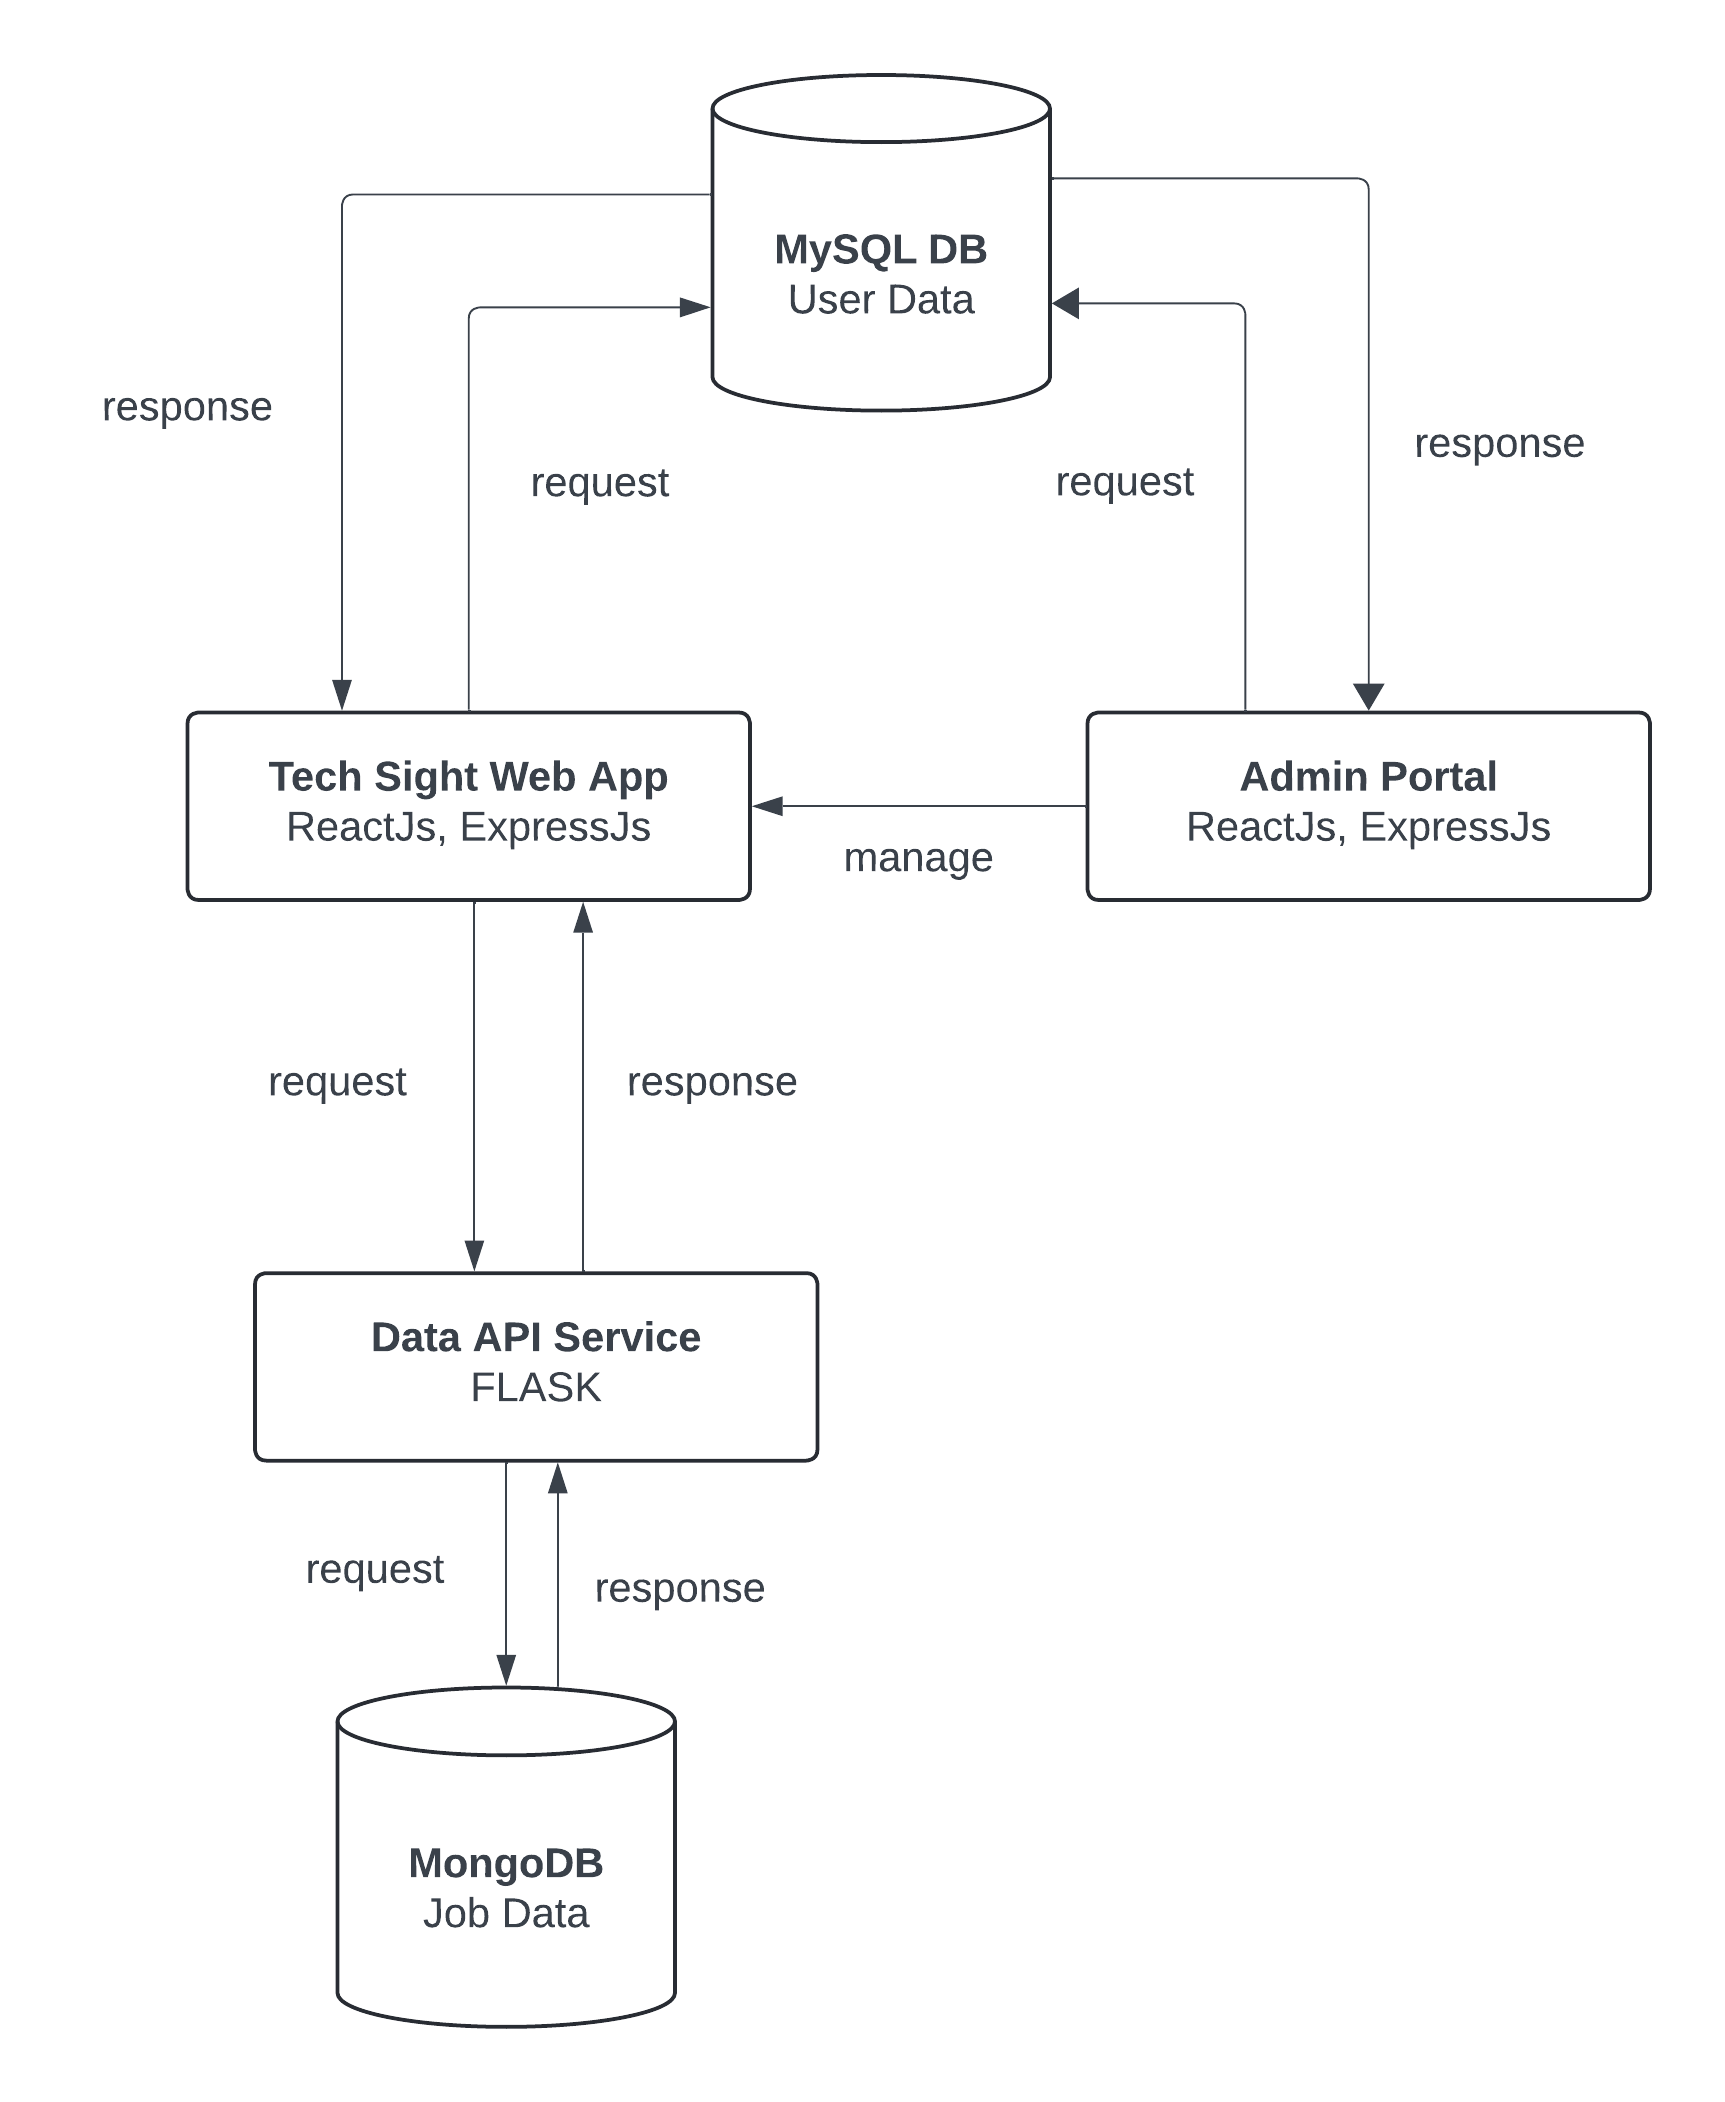 MySQL DB
User Data
response
request
request
response
Tech Sight Web App
ReactJs, ExpressJs
manage
Admin Portal
ReactJs, ExpressJs
request
response
Data API Service
FLASK
request
response
MongoDB
Job Data